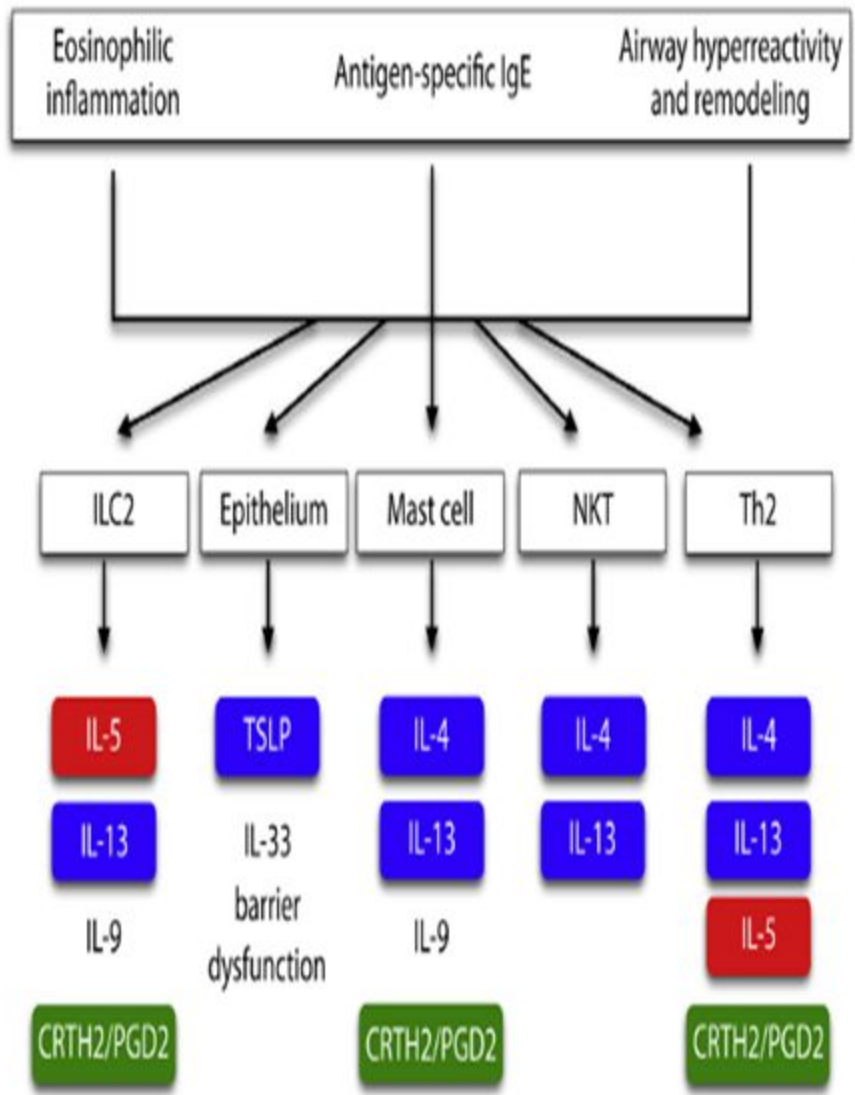 Eosinophilic
inflammation
Antigen-specific IgE
Airway hyperreactivity
and remodeling
ILC2
Epithelium
Mast cell
NKT
Th2
IL-5
TSLP
IL-4
IL-4
IL-4
IL-13
IL-33
IL-13
IL-13
IL-13
IL-9
barrier
dysfunction
IL-9
IL-5
CRTH2/PGD2
CRTH2/PGD2
CRTH2/PGD2